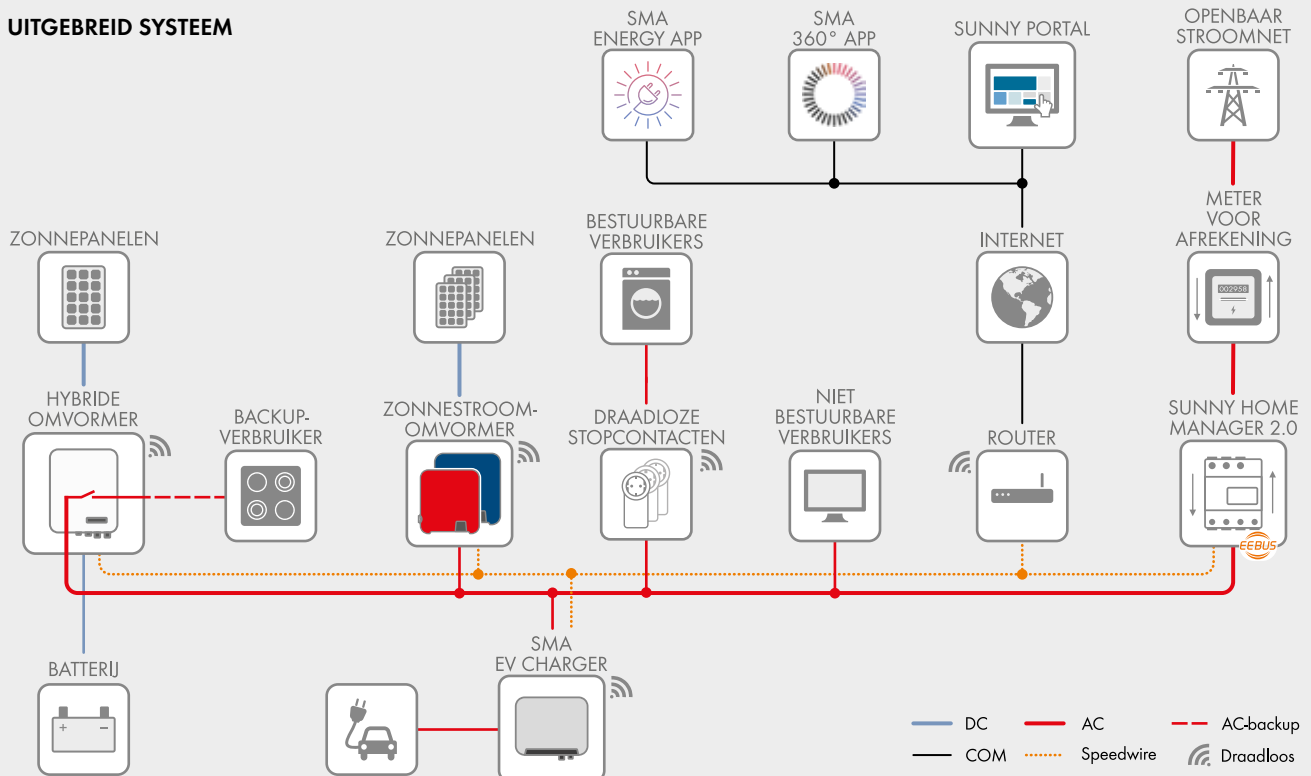 UITGEBREID SYSTEEM
SMA
ENERGY APP
SMA
360° APP
SUNNY PORTAL
OPENBAAR
STROOMNET
ZONNEPANELEN
ZONNEPANELEN
BESTUURBARE
VERBRUIKERS
INTERNET
METER
VOOR
AFREKENING
002958
HYBRIDE
OMVORMER
BACKUP-
VERBRUIKER
ZONNESTROOM-
OMVORMER
DRAADLOZE
STOPCONTACTEN
NIET
BESTUURBARE
VERBRUIKERS
ROUTER
SUNNY HOME
MANAGER 2.0
EEBUS
BATTERIJ
SMA
EV CHARGER
DC
AC
AC-backup
COM
Speedwire
Draadloos